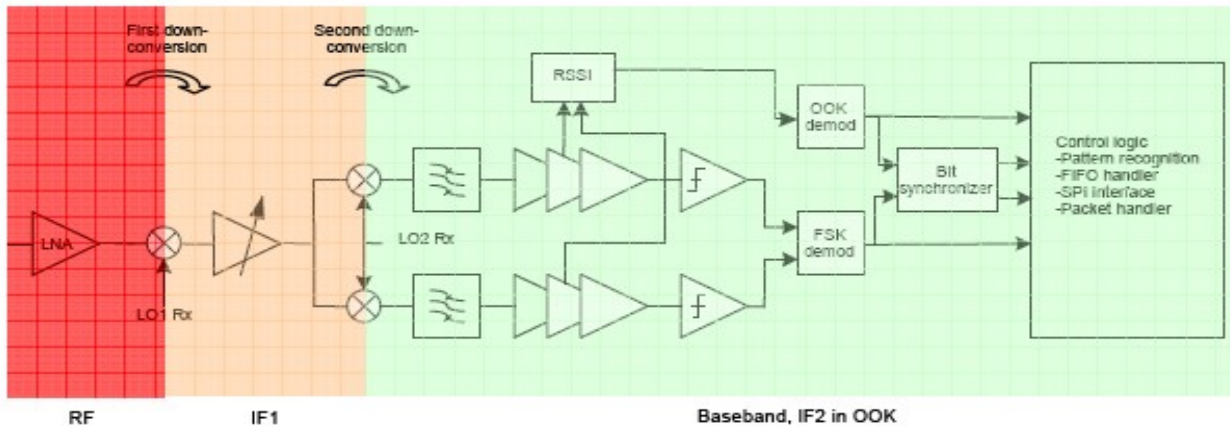 First down-
conversion
Second down-
conversion
RSSI
OOK
demod
Control logic
-Pattern recognition
-FIFO handler
-SPI interface
-Packet handler
Bit
synchronizer
LNA
LO2 Rx
FSK
demod
LO1 Rx
RF
IF1
Baseband, IF2 in OOK